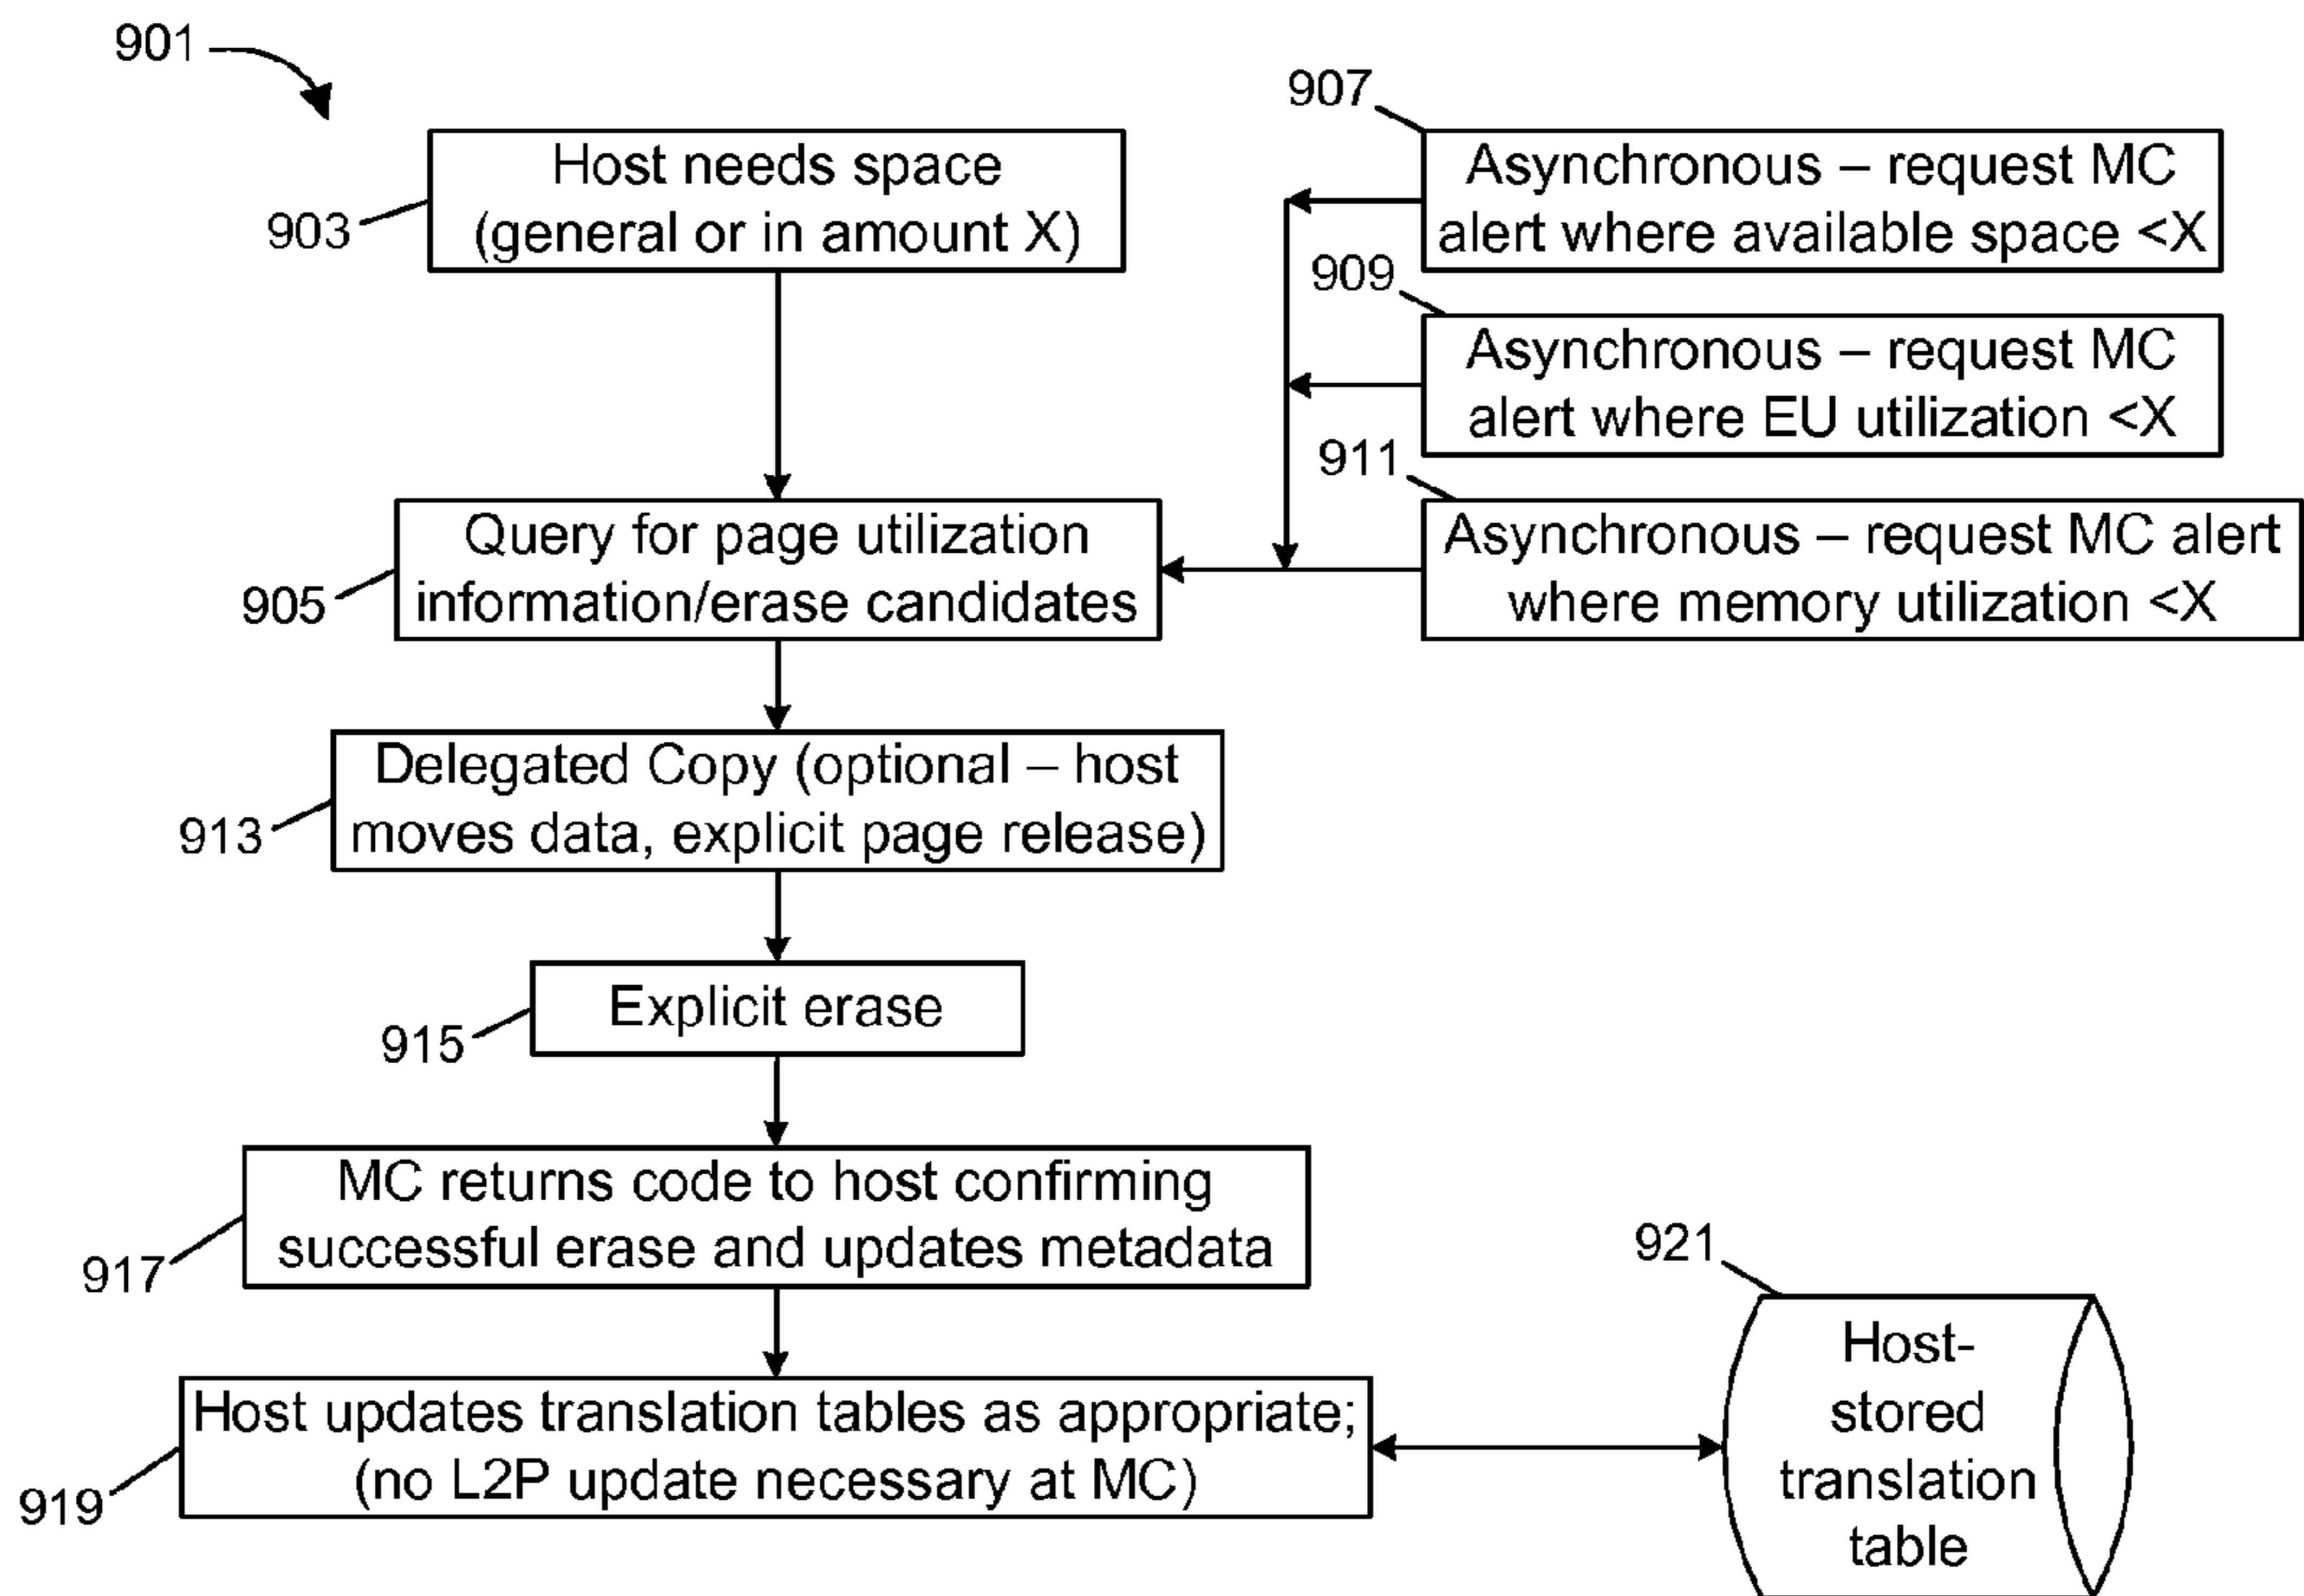 901
907
Host needs space
(general or in amount X)
903
Asynchronous – request MC
alert where available space <X
909
Asynchronous – request MC
alert where EU utilization <X
911
Query for page utilization
information/erase candidates
905
Asynchronous – request MC alert
where memory utilization <X
Delegated Copy (optional – host
moves data, explicit page release)
913
Explicit erase
915
MC returns code to host confirming
successful erase and updates metadata
917
921
Host updates translation tables as appropriate;
(no L2P update necessary at MC)
919
Host-
stored
translation
table